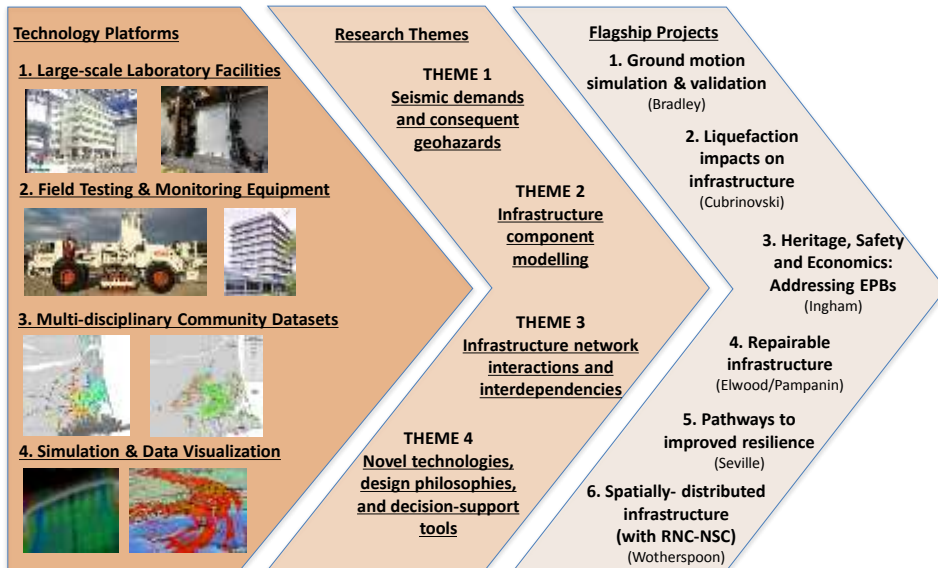 Technology Platforms
1. Large-scale Laboratory Facilities
2. Field Testing & Monitoring Equipment
3. Multi-disciplinary Community Datasets
4. Simulation & Data Visualization
Research Themes
THEME 1
Seismic demands
and consequent
geohazards
THEME 2
Infrastructure
component
modelling
THEME 3
Infrastructure network
interactions and
interdependencies
THEME 4
Novel technologies,
design philosophies,
and decision-support
tools
Flagship Projects
1. Ground motion
simulation & validation
(Bradley)
2. Liquefaction
impacts on
infrastructure
(Cubrinovski)
3. Heritage, Safety
and Economics:
Addressing EPBs
(Ingham)
4. Repairable
infrastructure
(Elwood/Pampanin)
5. Pathways to
improved resilience
(Seville)
6. Spatially- distributed
infrastructure
(with RNC-NSC)
(Wotherspoon)